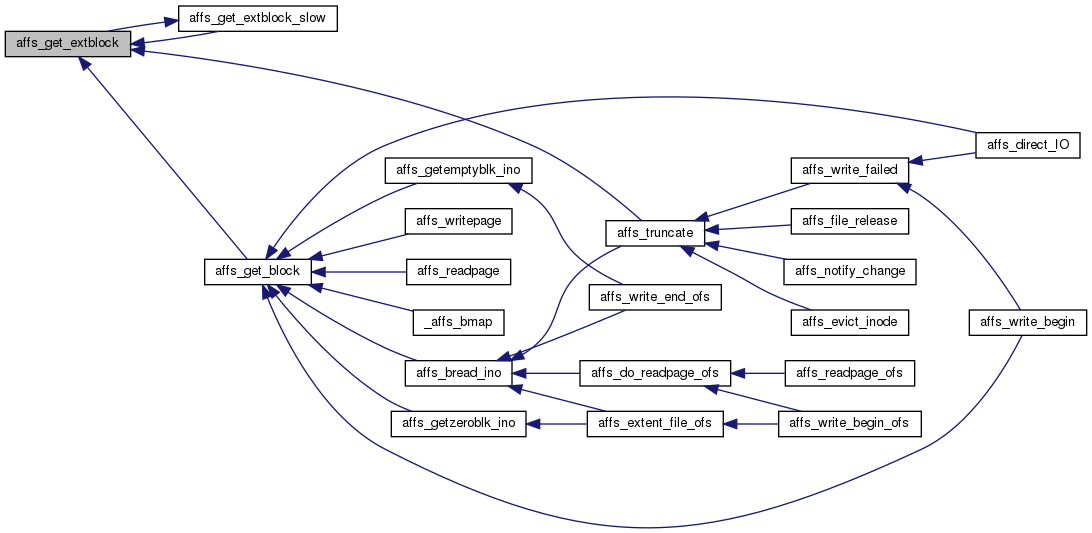 affs_get_extblock_slow
affs_get_extblock
affs_direct_IO
affs_getemptyblk_ino
affs_write_failed
affs_writepage
affs_file_release
affs_truncate
affs_get_block
affs_readpage
affs_notify_change
affs_write_end_ofs
_affs_bmap
affs_evict_inode
affs_write_begin
affs_bread_ino
affs_do_readpage_ofs
affs_readpage_ofs
affs_getzeroblk_ino
affs_extent_file_ofs
affs_write_begin_ofs